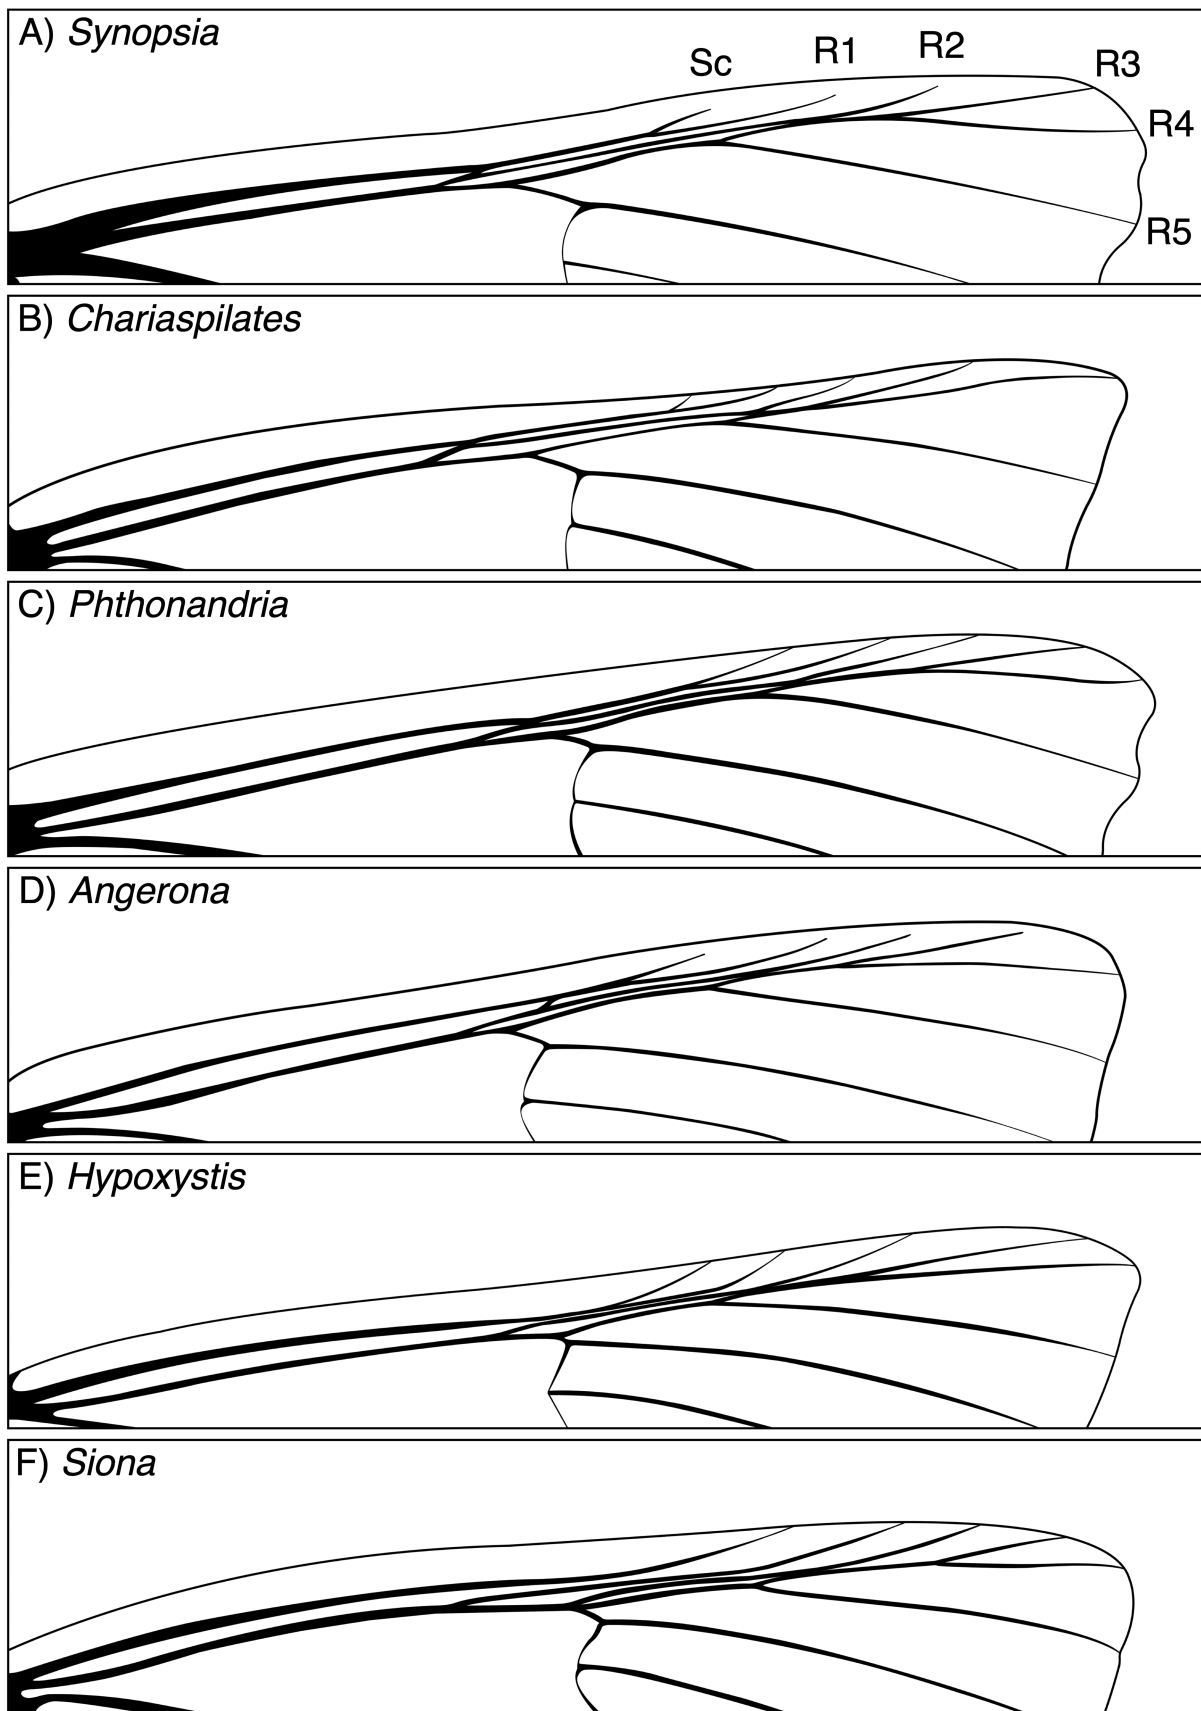 A) Synopsia
Sc R1 R2 R3
R4
R5
B) Chariaspilates
C) Phthonandria
D) Angerona
E) Hypoxystis
F) Siona